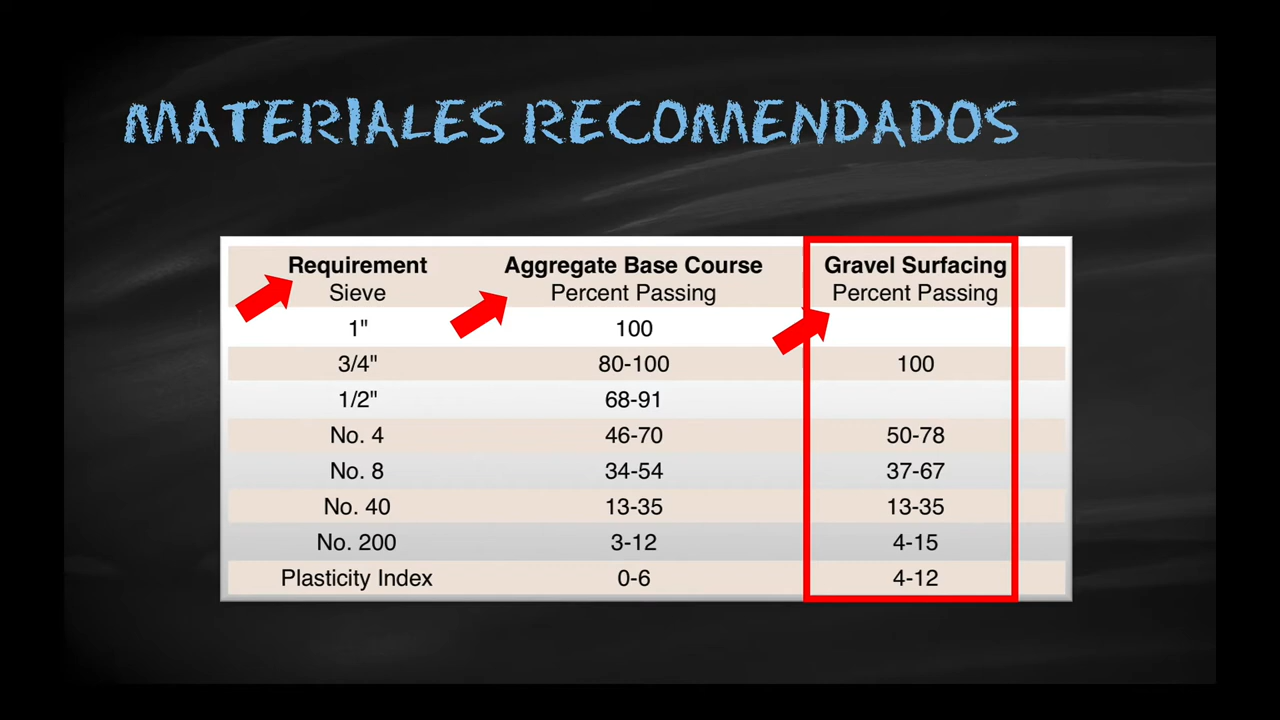 MATERIALES RECOMENDADOS
Requirement Aggregate Base Course Gravel Surfacing
Sieve Percent Passing Percent Passing
1" 100
3/4" 80-100 100
1/2" 68-91
No. 4 46-70 50-78
No. 8 34-54 37-67
No. 40 13-35 13-35
No. 200 3-12 4-15
Plasticity Index 0-6 4-12